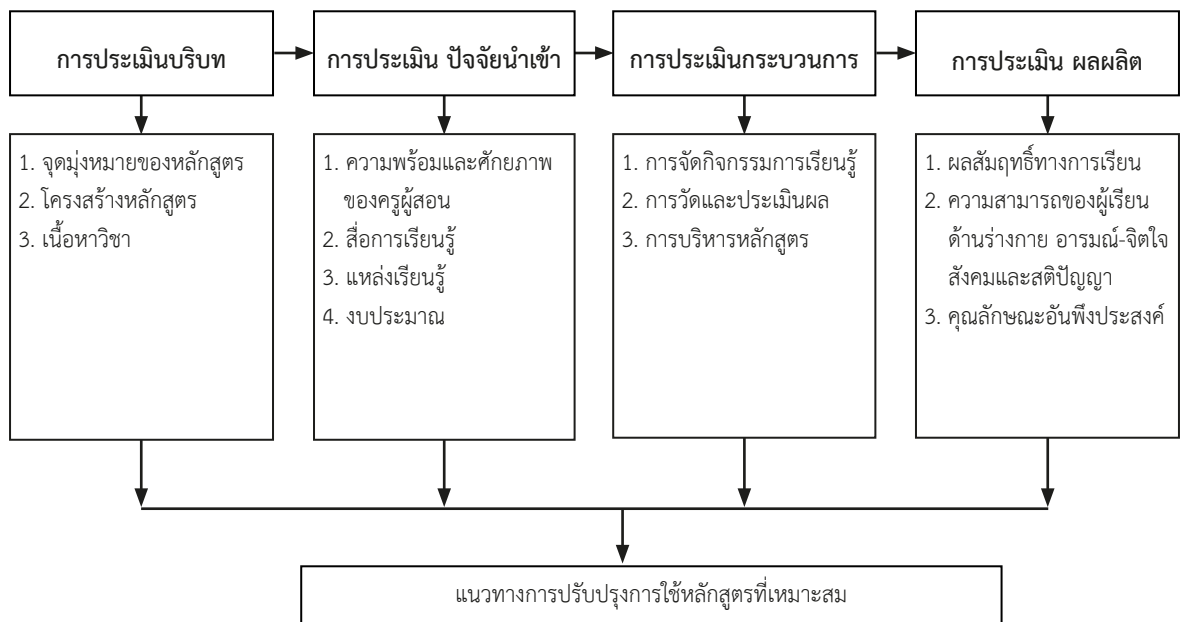 การประเมินบริบท
การประเมิน ปัจจัยนำเข้า
การประเมินกระบวนการ
การประเมิน ผลผลิต
1. จุดมุ่งหมายของหลักสูตร
2. โครงสร้างหลักสูตร
3. เนื้อหาวิชา
1. ความพร้อมและศักยภาพ
ของครูผู้สอน
2. สื่อการเรียนรู้
3. แหล่งเรียนรู้
4. งบประมาณ
1. การจัดกิจกรรมการเรียนรู้
2. การวัดและประเมินผล
3. การบริหารหลักสูตร
1. ผลสัมฤทธิ์ทางการเรียน
2. ความสามารถของผู้เรียน
ด้านร่างกาย อารมณ์-จิตใจ
สังคมและสติปัญญา
3. คุณลักษณะอันพึงประสงค์
แนวทางการปรับปรุงการใช้หลักสูตรที่เหมาะสม